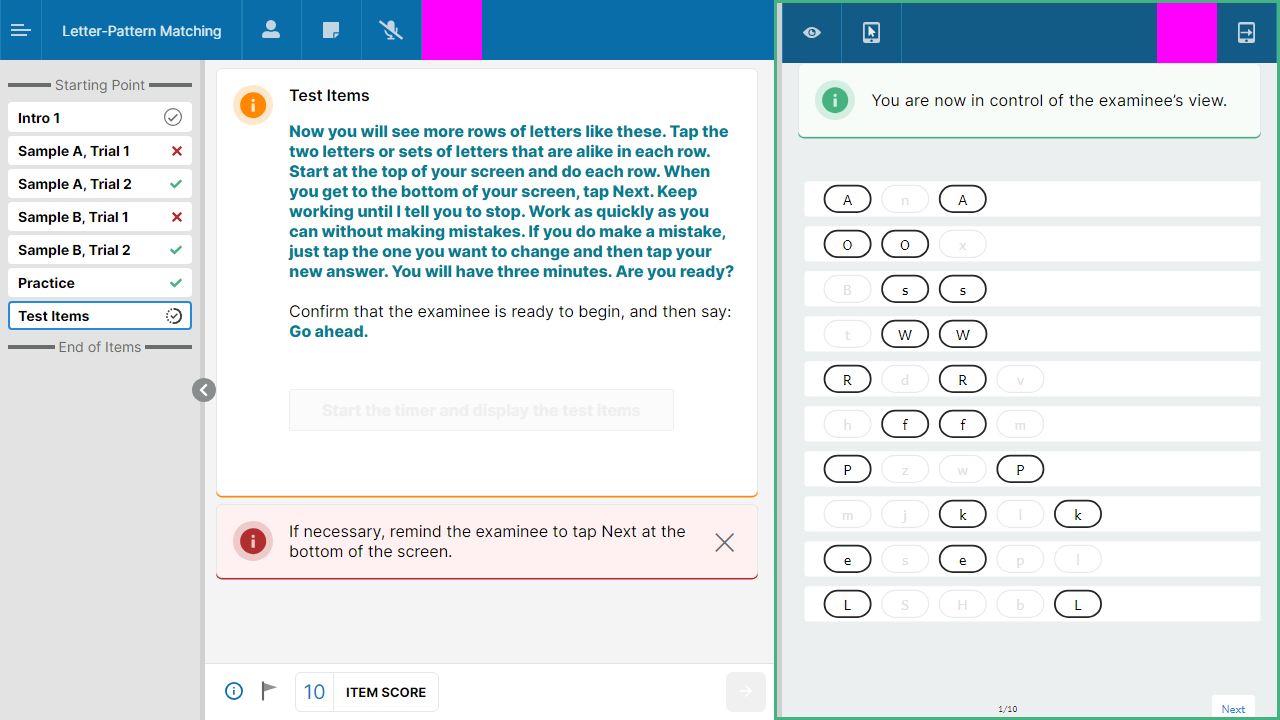 Letter-Pattern Matching
Starting Point
Intro 1
Sample A, Trial 1
Sample A, Trial 2
Sample B, Trial 1
Sample B, Trial 2
Practice
Test Items
End of Items
Test Items
Now you will see more rows of letters like these. Tap the
two letters or sets of letters that are alike in each row.
Start at the top of your screen and do each row. When
you get to the bottom of your screen, tap Next. Keep
working until I tell you to stop. Work as quickly as you
can without making mistakes. If you do make a mistake,
just tap the one you want to change and then tap your
new answer. You will have three minutes. Are you ready?
Confirm that the examinee is ready to begin, and then say:
Go ahead.
Start the timer and display the test items
If necessary, remind the examinee to tap Next at the
bottom of the screen.
10 ITEM SCORE
You are now in control of the examinee's view.
A n A
O O x
B s s
t W W
R d R v
h f f m
P z w P
m j k l k
e s e p l
L S H b L
1/10
Next